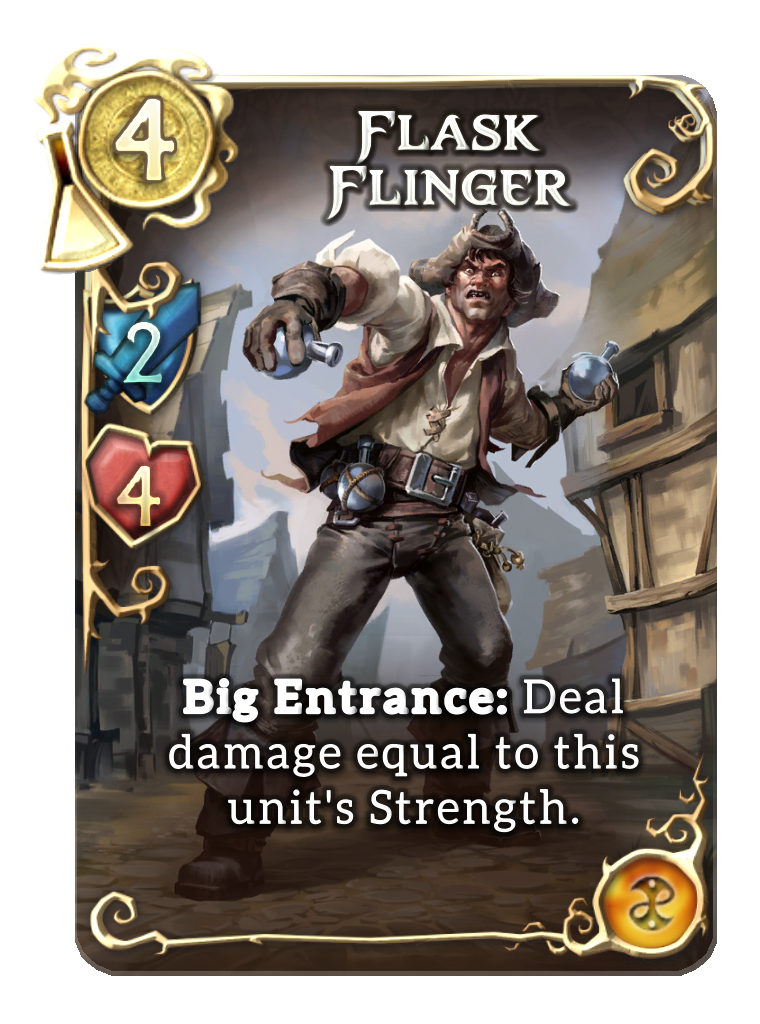 4
FLASK
FLINGER
2
4
Big Entrance: Deal
damage equal to this
unit's Strength.